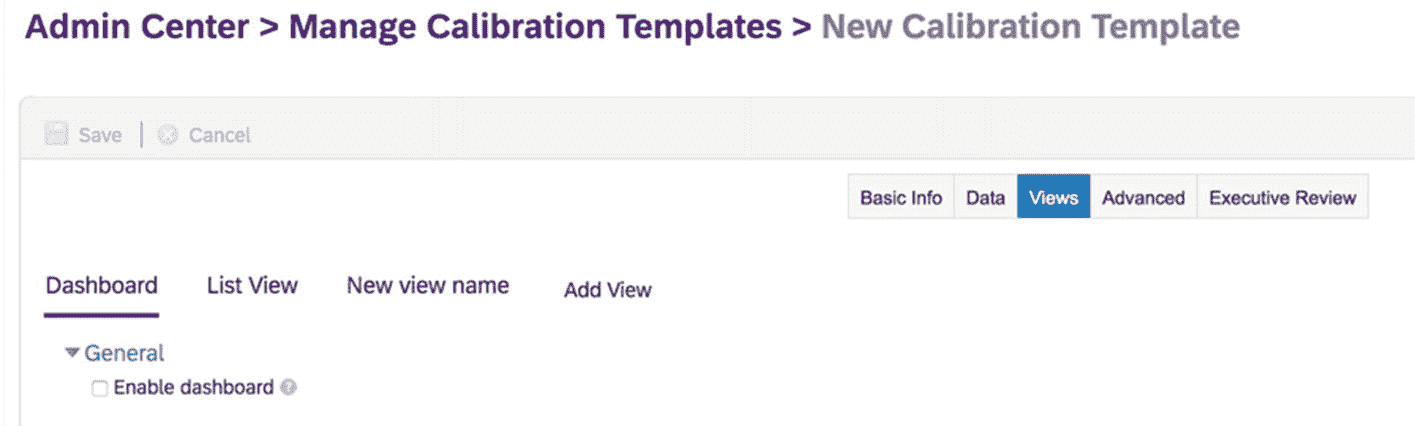 Admin Center > Manage Calibration Templates > New Calibration Template
Save | Cancel
Basic Info Data Views Advanced Executive Review
Dashboard List View New view name Add View
General
Enable dashboard ?